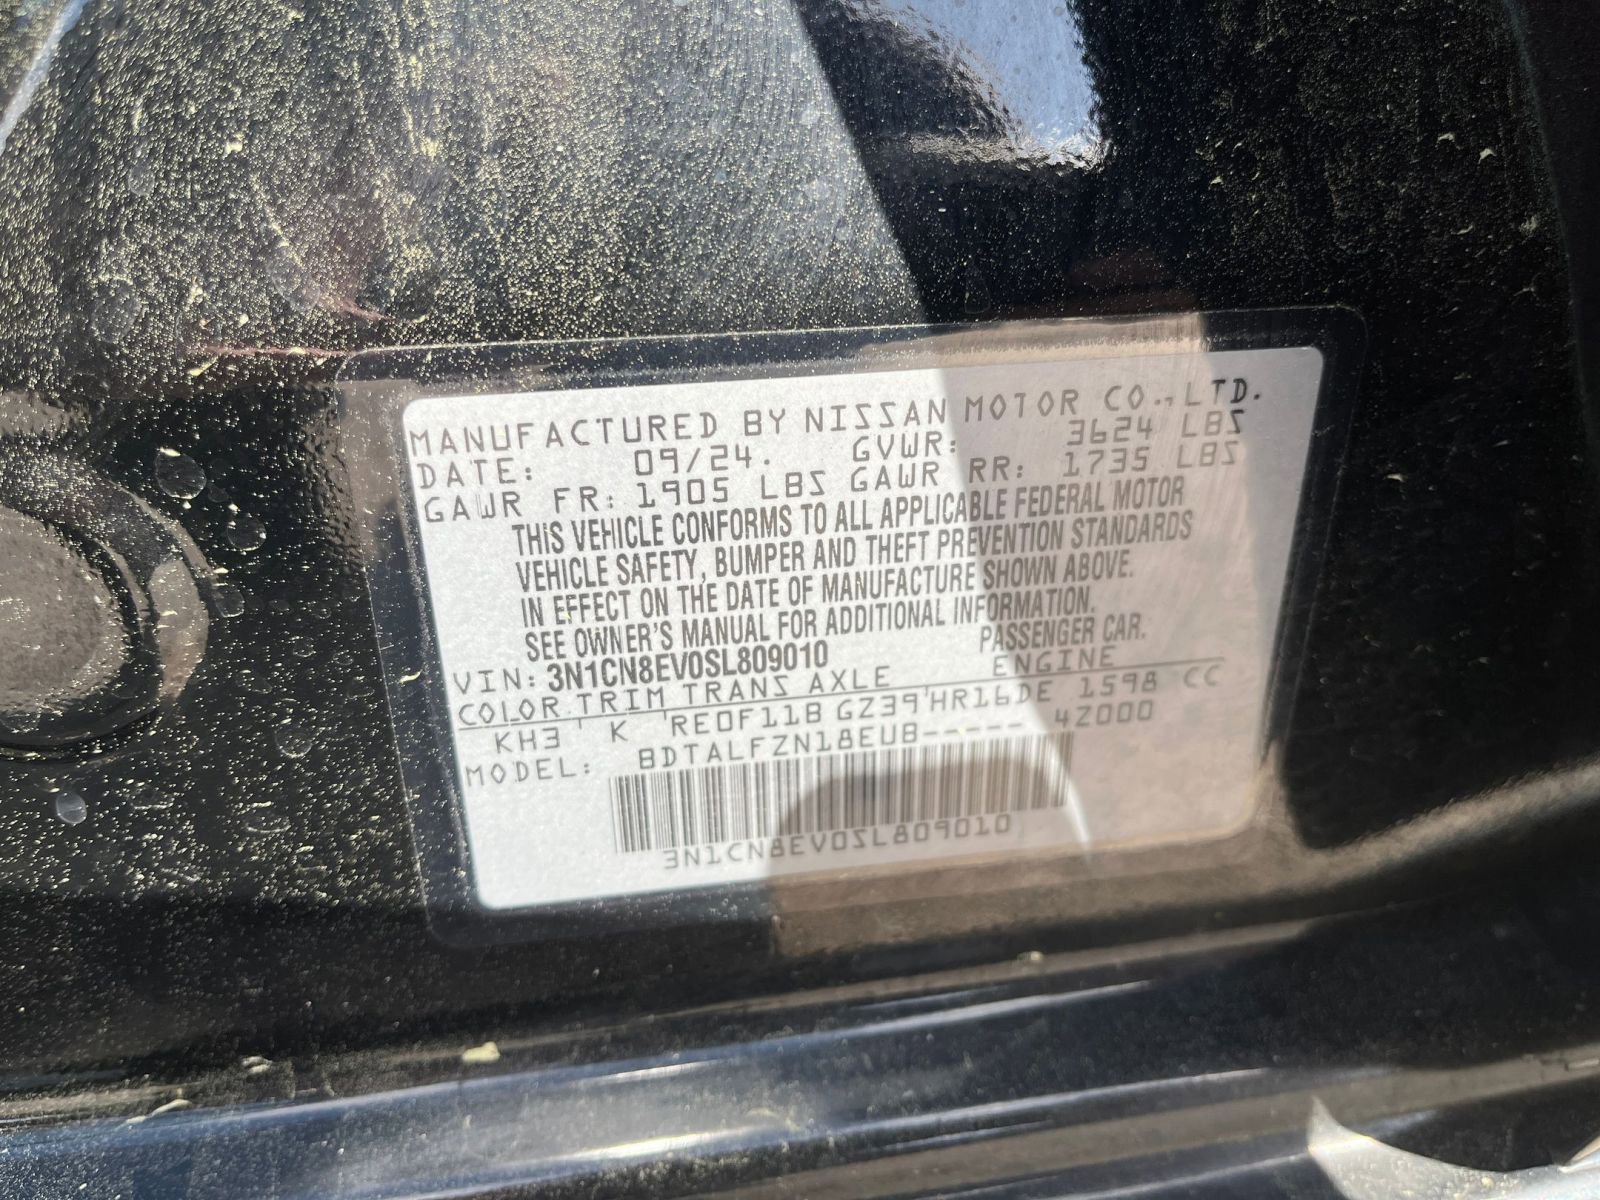 MANUFACTURED BY NISSAN MOTOR CO., LTD.
DATE: 09/24. GVWR: 3624 LBS
GAWR FR: 1905 LBS GAWR RR: 1735 LBS
THIS VEHICLE CONFORMS TO ALL APPLICABLE FEDERAL MOTOR
VEHICLE SAFETY, BUMPER AND THEFT PREVENTION STANDARDS
IN EFFECT ON THE DATE OF MANUFACTURE SHOWN ABOVE.
SEE OWNER'S MANUAL FOR ADDITIONAL INFORMATION.
VIN: 3N1CN8EV0SL809010 PASSENGER CAR.
COLOR TRIM TRANS AXLE ENGINE
KH3 K RE0F11B GZ39 HR16DE 1598 CC
MODEL: BDTALFZN18EUB----- 4Z000
3N1CN8EV0SL809010